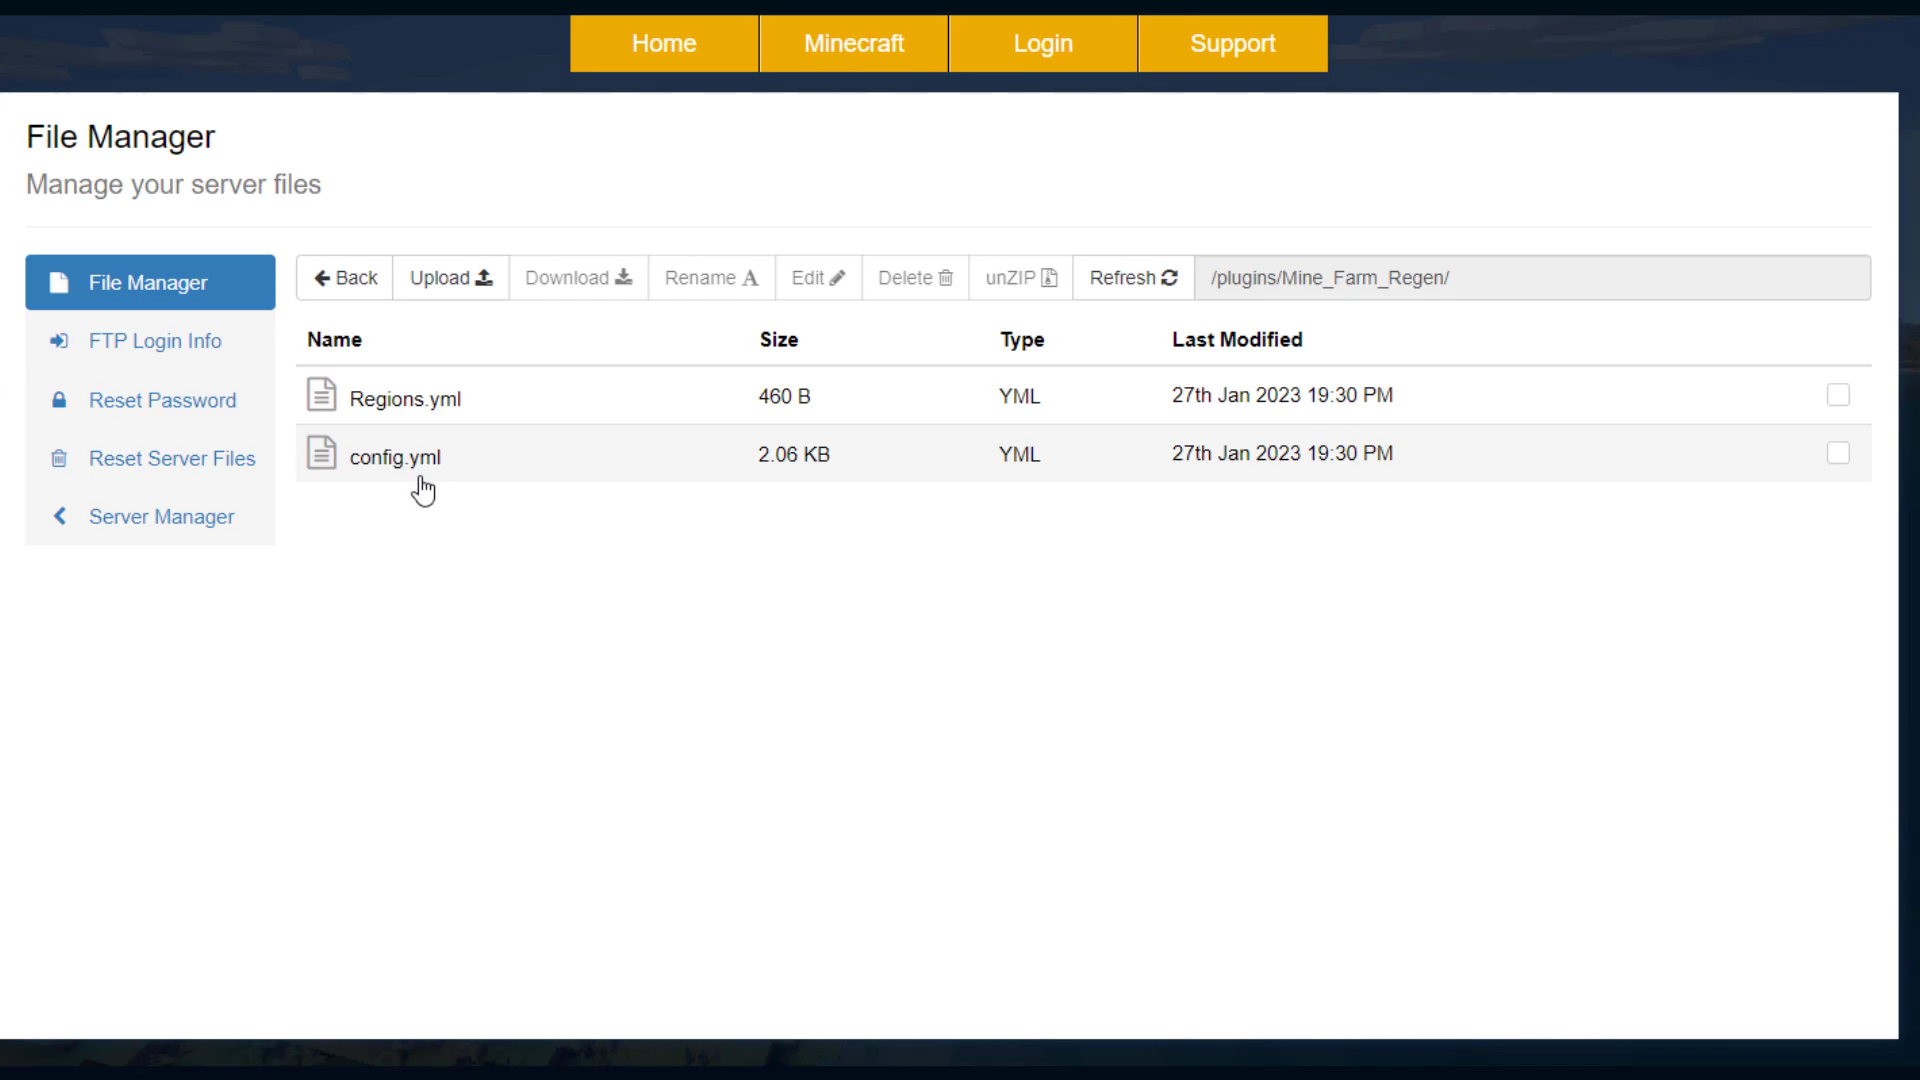 Home Minecraft Login Support
File Manager
Manage your server files
File Manager
FTP Login Info
Reset Password
Reset Server Files
Server Manager
Back Upload Download Rename Edit Delete unZIP Refresh /plugins/Mine_Farm_Regen/
Name Size Type Last Modified
Regions.yml 460 B YML 27th Jan 2023 19:30 PM
config.yml 2.06 KB YML 27th Jan 2023 19:30 PM